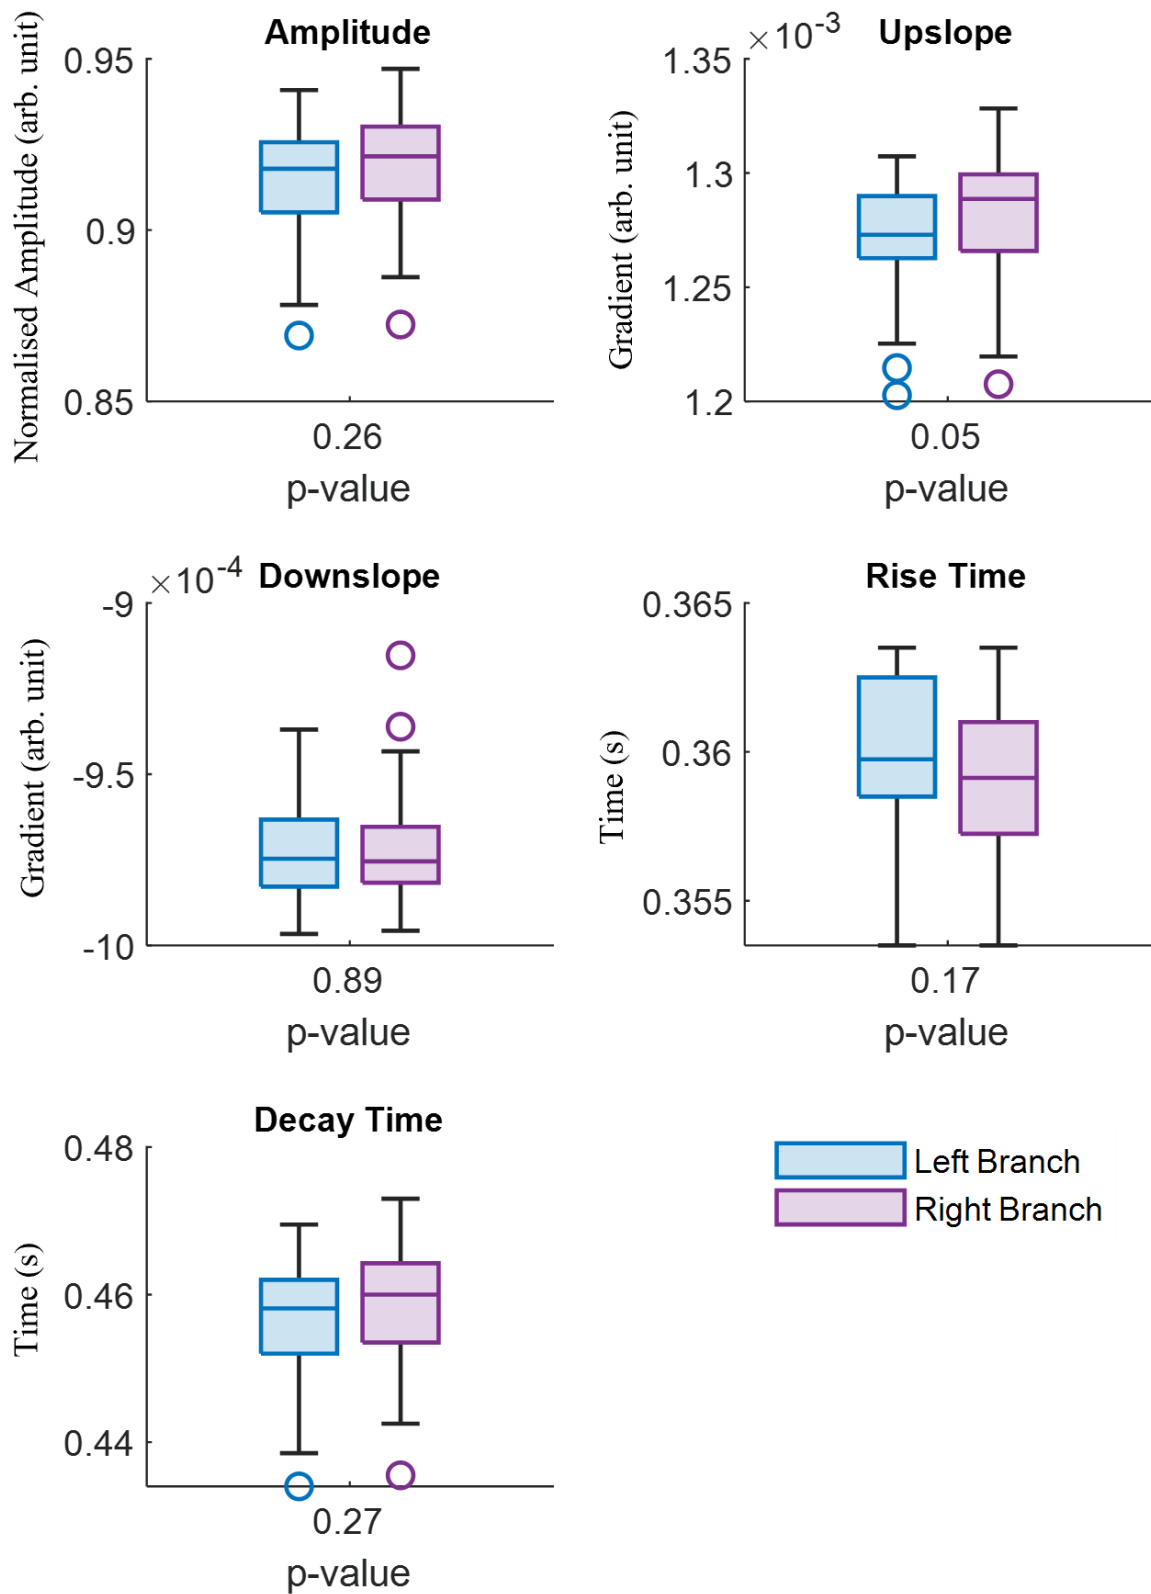 Amplitude
Normalised Amplitude (arb. unit)
0.95
0.9
0.85
0.26
p-value
Upslope
×10^-3
Gradient (arb. unit)
1.35
1.3
1.25
1.2
0.05
p-value
Downslope
×10^-4
Gradient (arb. unit)
-9
-9.5
-10
0.89
p-value
Rise Time
Time (s)
0.365
0.36
0.355
0.17
p-value
Decay Time
Time (s)
0.48
0.46
0.44
0.27
p-value
Left Branch
Right Branch